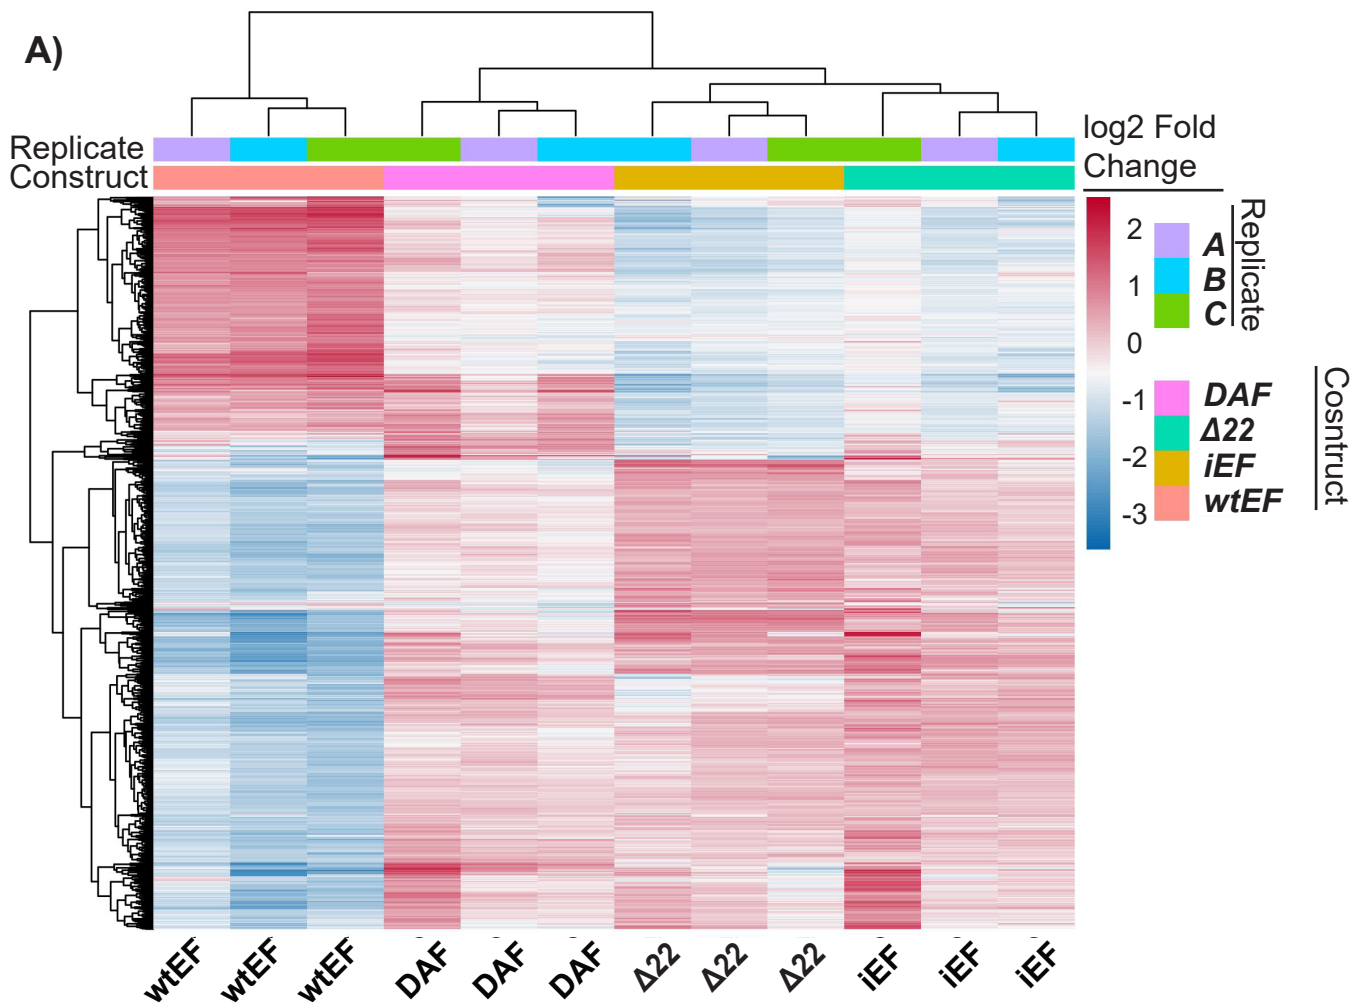 A)
Replicate
Construct
log2 Fold
Change
2
1
0
-1
-2
-3
Replicate
A
B
C
Cosntruct
DAF
Δ22
iEF
wtEF
wtEF wtEF wtEF DAF DAF DAF Δ22 Δ22 Δ22 iEF iEF iEF